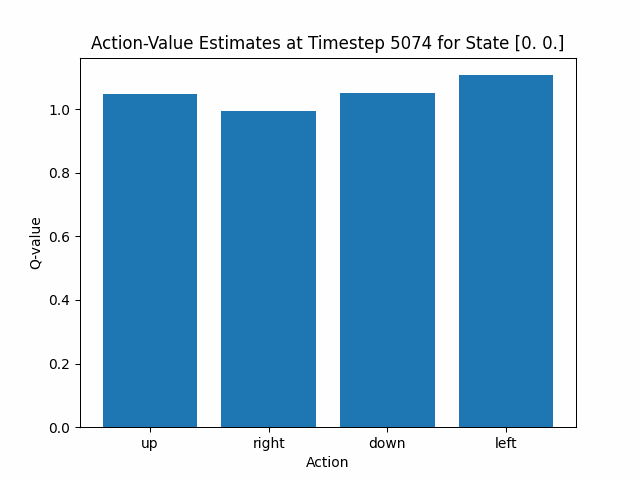 Action-Value Estimates at Timestep 5074 for State [0. 0.]
1.0
0.8
0.6
0.4
0.2
0.0
Q-value
up right down left
Action